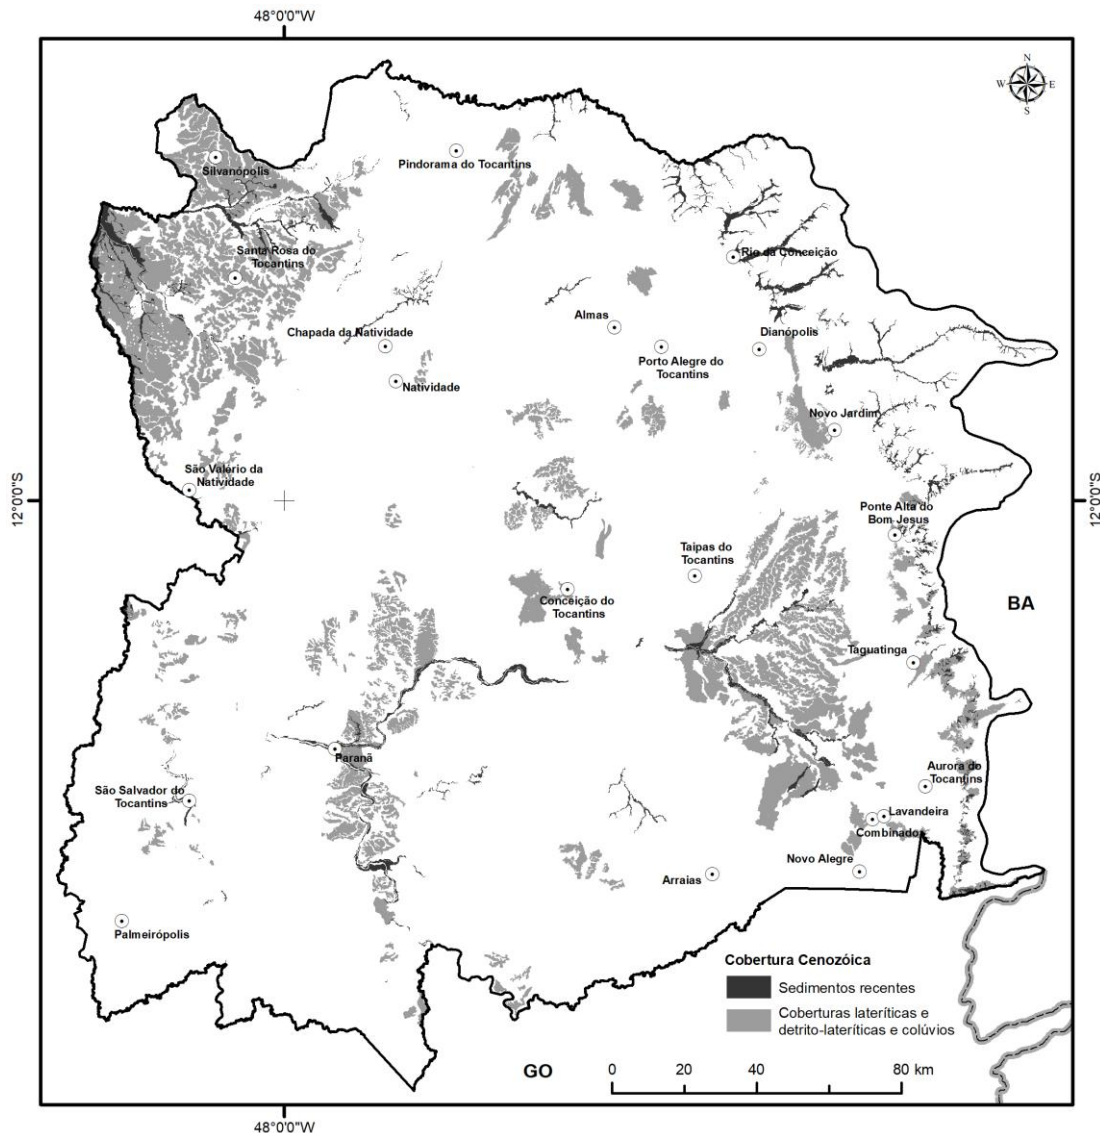 48°0'0"W
N
W
E
S
Silvanópolis
Pindorama do Tocantins
Santa Rosa do
Tocantins
Rio da Conceição
Chapada da Natividade
Almas
Dianópolis
Porto Alegre do
Tocantins
Natividade
Novo Jardim
São Valério da
Natividade
12°0'0"S
12°0'0"S
Ponte Alta do
Bom Jesus
Taipas do
Tocantins
Conceição do
Tocantins
BA
Taguatinga
Paranã
São Salvador do
Tocantins
Aurora do
Tocantins
Lavandeira
Combinado
Novo Alegre
Arraias
Palmeirópolis
Cobertura Cenozóica
Sedimentos recentes
Coberturas lateríticas e
detrito-lateríticas e colúvios
GO
0 20 40 80 km
48°0'0"W